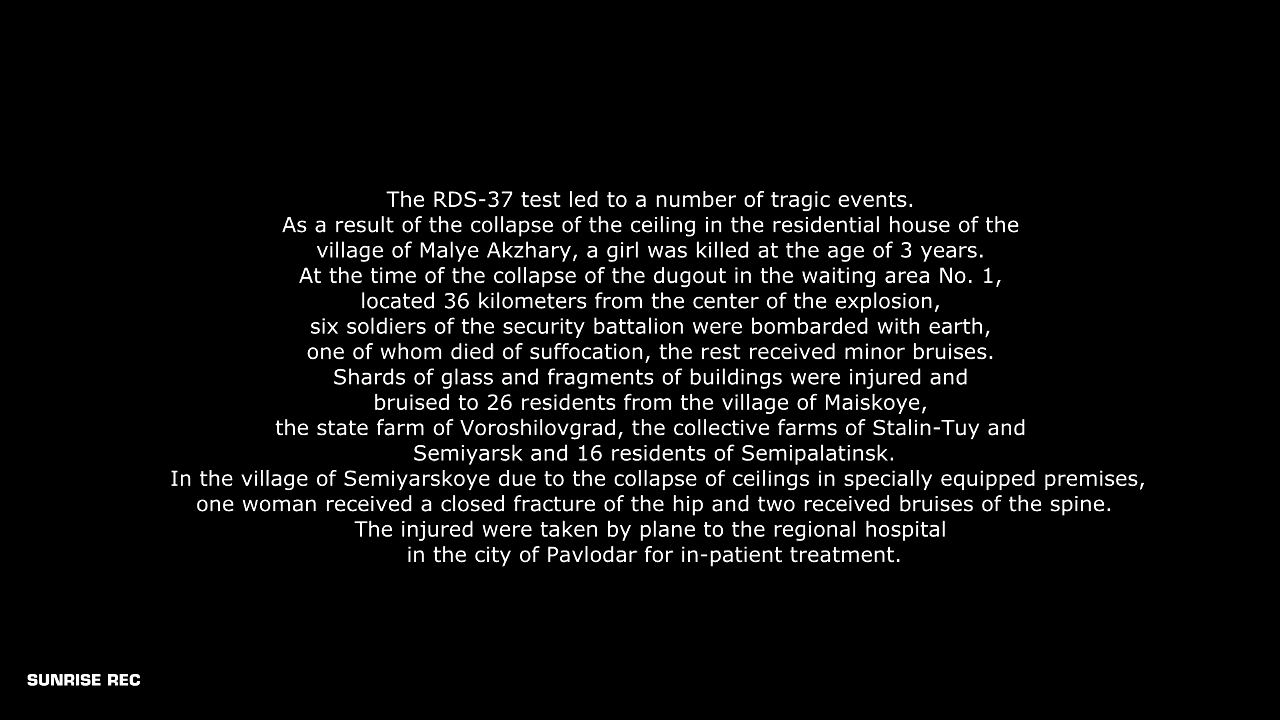 The RDS-37 test led to a number of tragic events.
As a result of the collapse of the ceiling in the residential house of the
village of Malye Akzhary, a girl was killed at the age of 3 years.
At the time of the collapse of the dugout in the waiting area No. 1,
located 36 kilometers from the center of the explosion,
six soldiers of the security battalion were bombarded with earth,
one of whom died of suffocation, the rest received minor bruises.
Shards of glass and fragments of buildings were injured and
bruised to 26 residents from the village of Maiskoye,
the state farm of Voroshilovgrad, the collective farms of Stalin-Tuy and
Semiyarsk and 16 residents of Semipalatinsk.
In the village of Semiyarskoye due to the collapse of ceilings in specially equipped premises,
one woman received a closed fracture of the hip and two received bruises of the spine.
The injured were taken by plane to the regional hospital
in the city of Pavlodar for in-patient treatment.
SUNRISE REC